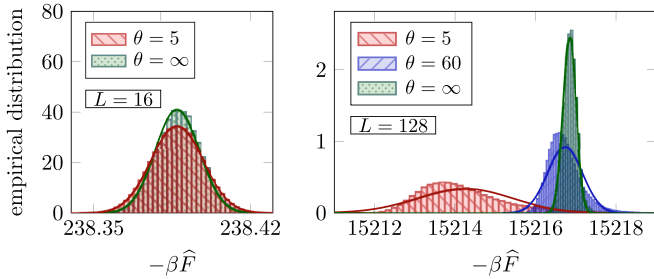 empirical distribution
80
60
40
20
0
θ = 5
θ = ∞
L = 16
238.35
238.42
−βF̂
2
1
0
θ = 5
θ = 60
θ = ∞
L = 128
15212
15214
15216
15218
−βF̂